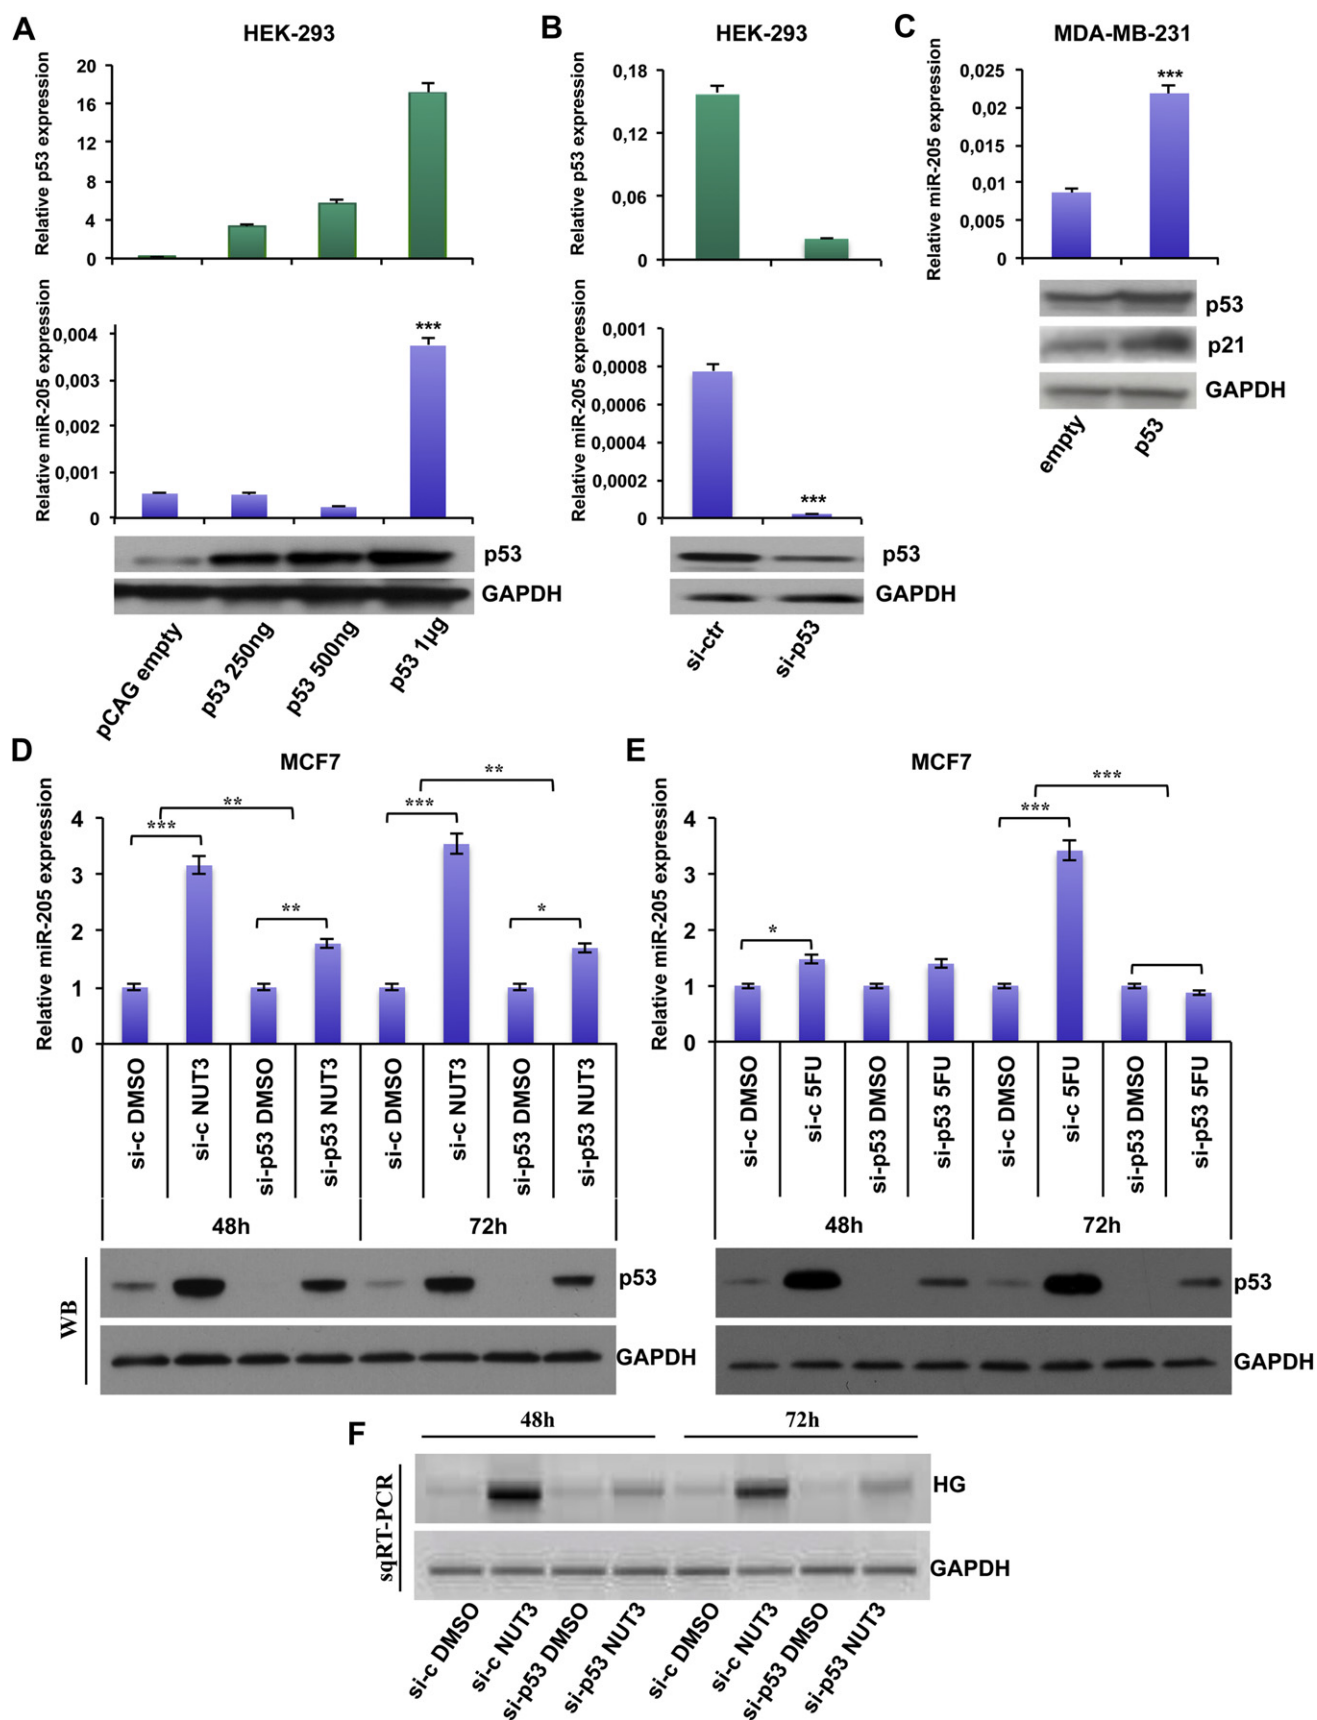 A
HEK-293
Relative p53 expression
20
16
12
8
4
0
Relative miR-205 expression
0,004
0,003
0,002
0,001
0
***
p53
GAPDH
pCAG empty
p53 250ng
p53 500ng
p53 1µg
B
HEK-293
Relative p53 expression
0,18
0,12
0,06
0
Relative miR-205 expression
0,001
0,0008
0,0006
0,0004
0,0002
0
***
p53
GAPDH
si-ctr
si-p53
C
MDA-MB-231
Relative miR-205 expression
0,025
0,02
0,015
0,01
0,005
0
***
p53
p21
GAPDH
empty
p53
D
MCF7
Relative miR-205 expression
4
3
2
1
0
***
**
**
***
**
*
si-c DMSO
si-c NUT3
si-p53 DMSO
si-p53 NUT3
si-c DMSO
si-c NUT3
si-p53 DMSO
si-p53 NUT3
48h
72h
WB
p53
GAPDH
E
MCF7
Relative miR-205 expression
4
3
2
1
0
*
***
***
si-c DMSO
si-c 5FU
si-p53 DMSO
si-p53 5FU
si-c DMSO
si-c 5FU
si-p53 DMSO
si-p53 5FU
48h
72h
p53
GAPDH
F
48h
72h
sqRT-PCR
HG
GAPDH
si-c DMSO
si-c NUT3
si-p53 DMSO
si-p53 NUT3
si-c DMSO
si-c NUT3
si-p53 DMSO
si-p53 NUT3